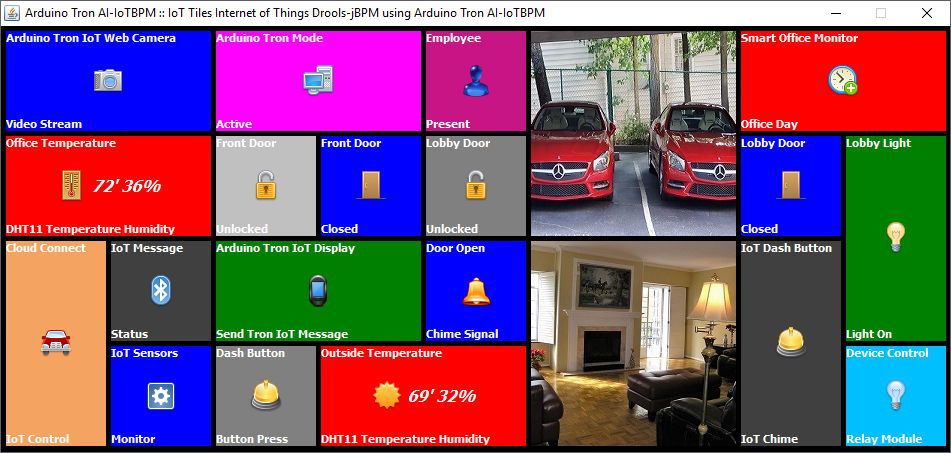 Arduino Tron AI-IoTBPM :: IoT Tiles Internet of Things Drools-jBPM using Arduino Tron AI-IoTBPM
Arduino Tron IoT Web Camera
Video Stream
Arduino Tron Mode
Active
Employee
Present
Smart Office Monitor
Office Day
Office Temperature
72' 36%
DHT11 Temperature Humidity
Front Door
Unlocked
Front Door
Closed
Lobby Door
Unlocked
Lobby Door
Closed
Lobby Light
Light On
Cloud Connect
IoT Control
IoT Message
Status
Arduino Tron IoT Display
Send Tron IoT Message
Door Open
Chime Signal
IoT Dash Button
IoT Chime
IoT Sensors
Monitor
Dash Button
Button Press
Outside Temperature
69' 32%
DHT11 Temperature Humidity
Device Control
Relay Module